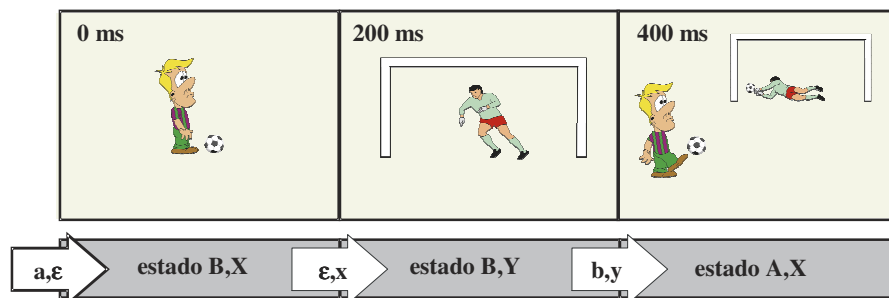 0 ms
200 ms
400 ms
a,ε
estado B,X
ε,x
estado B,Y
b,y
estado A,X